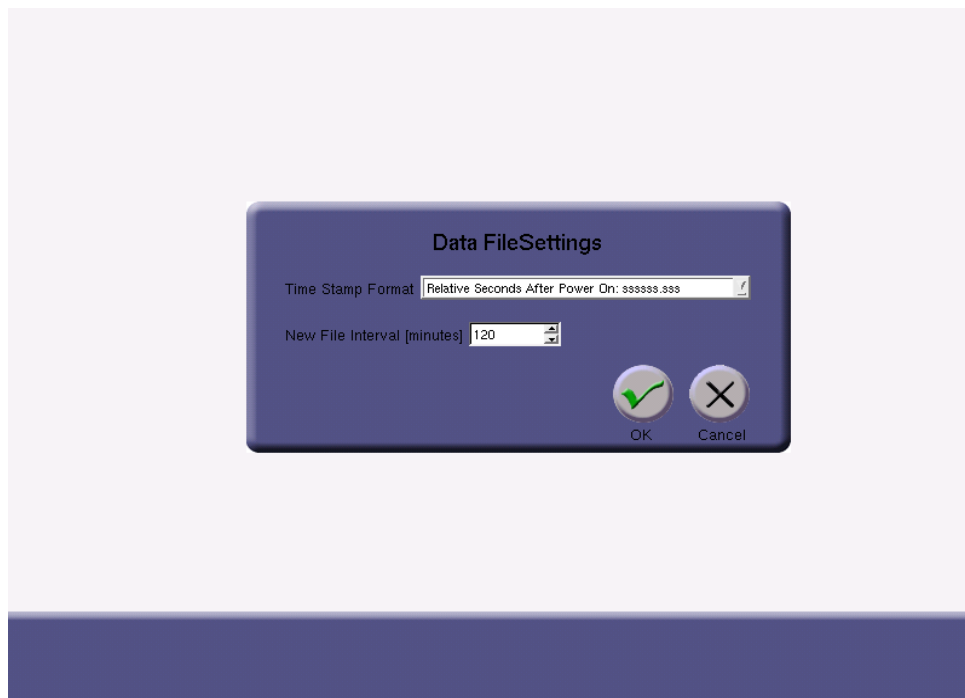 Data FileSettings
Time Stamp Format Relative Seconds After Power On: ssssss.sss
New File Interval [minutes] 120
OK Cancel